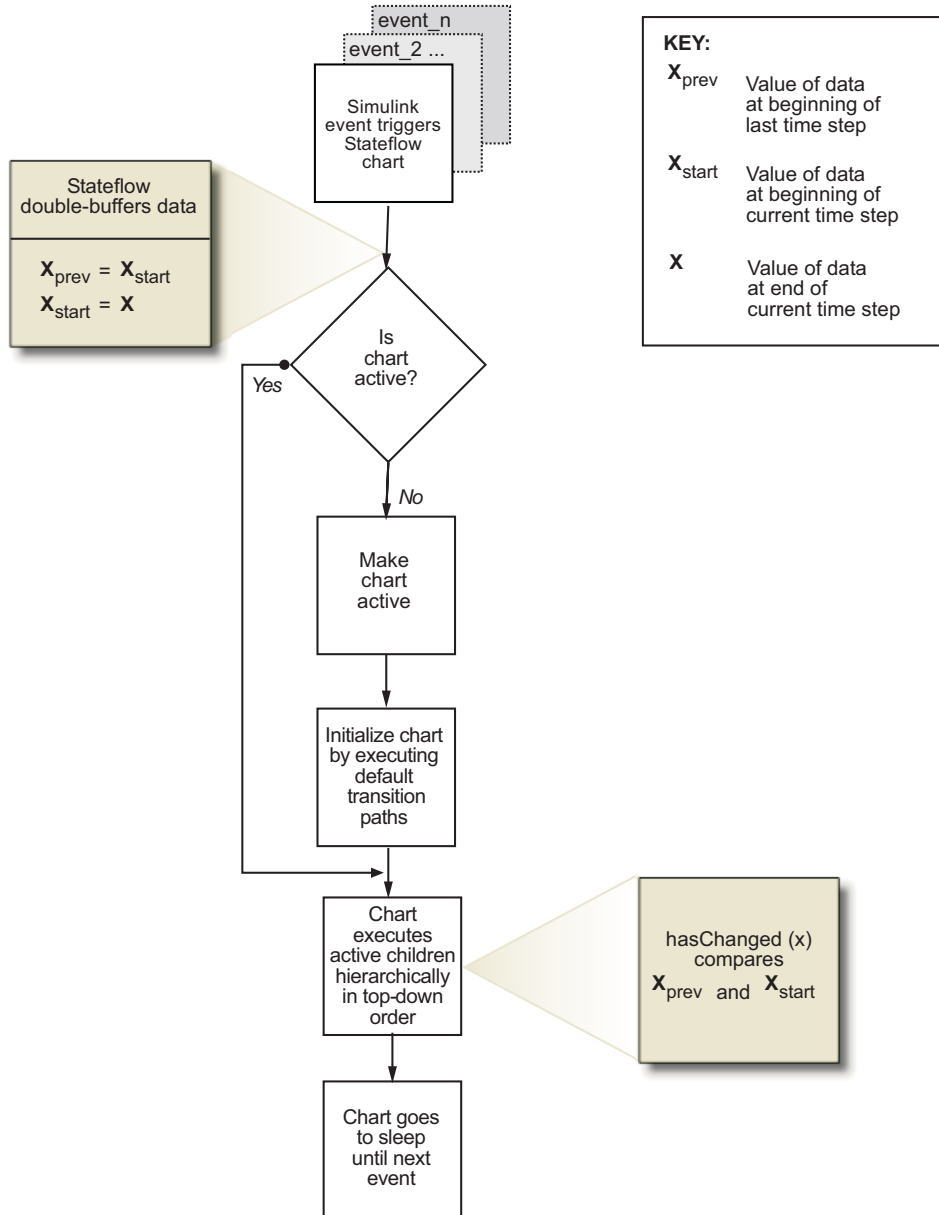 event_n
event_2 ...
Simulink
event triggers
Stateflow
chart
KEY:
Xprev Value of data
at beginning of
last time step
Xstart Value of data
at beginning of
current time step
X Value of data
at end of
current time step
Stateflow
double-buffers data
Xprev = Xstart
Xstart = X
Is
chart
active?
Yes
No
Make
chart
active
Initialize chart
by executing
default
transition
paths
Chart
executes
active children
hierarchically
in top-down
order
hasChanged (x)
compares
Xprev and Xstart
Chart goes
to sleep
until next
event